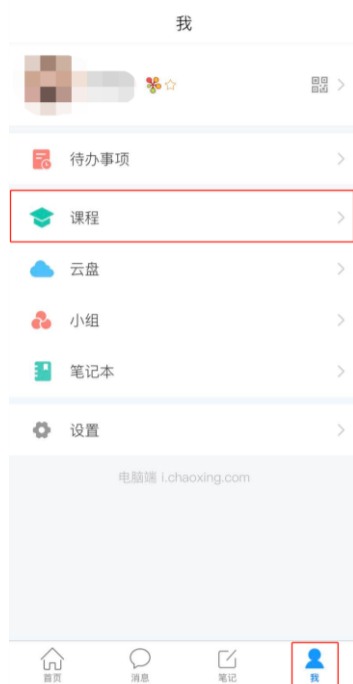 我
待办事项
课程
云盘
小组
笔记本
设置
电脑端 i.chaoxing.com
首页
消息
笔记
我